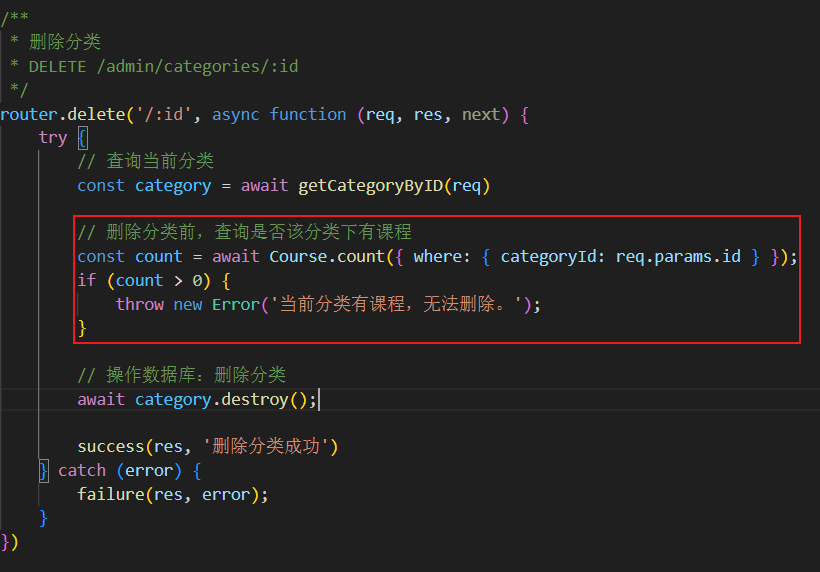 /**
 * 删除分类
 * DELETE /admin/categories/:id
 */
router.delete('/:id', async function (req, res, next) {
    try {
        // 查询当前分类
        const category = await getCategoryByID(req)

        // 删除分类前，查询是否该分类下有课程
        const count = await Course.count({ where: { categoryId: req.params.id } });
        if (count > 0) {
            throw new Error('当前分类有课程，无法删除。');
        }

        // 操作数据库：删除分类
        await category.destroy();

        success(res, '删除分类成功')
    } catch (error) {
        failure(res, error);
    }
})